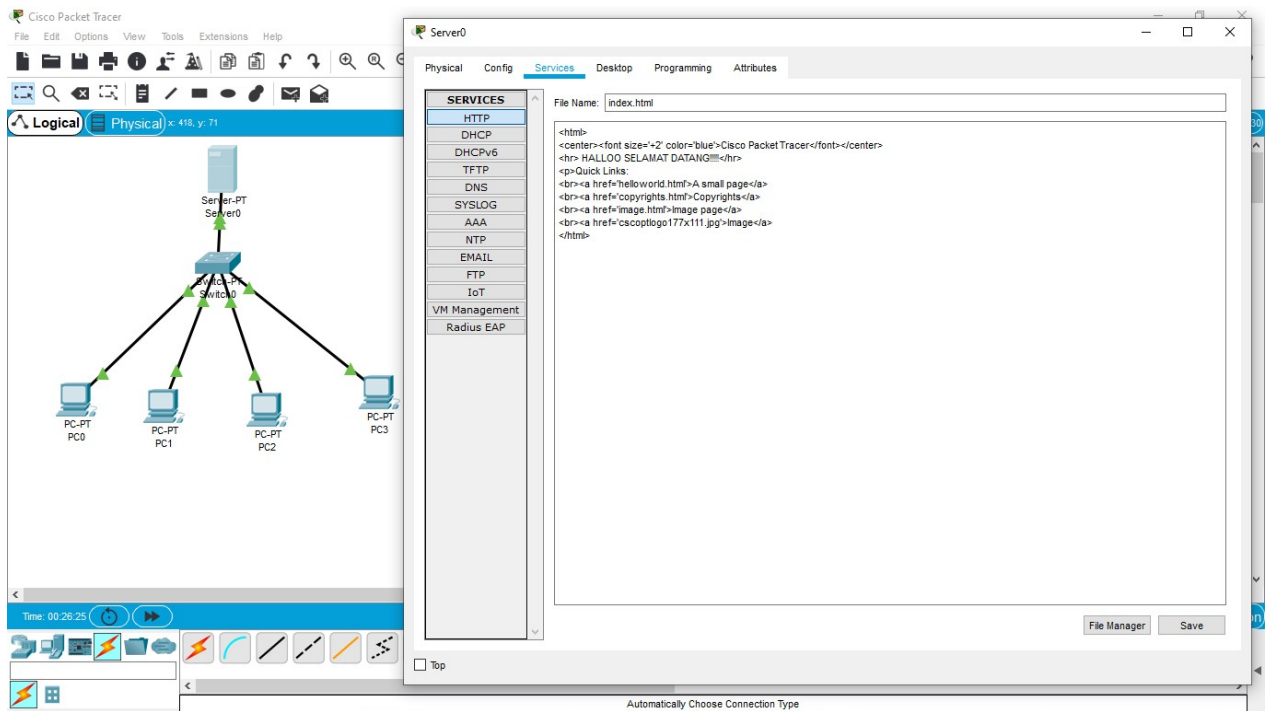 Cisco Packet Tracer
File Edit Options View Tools Extensions Help
Logical
Physical
x: 418, y: 71
Server-PT
Server0
Switch-PT
Switch0
PC-PT
PC0
PC-PT
PC1
PC-PT
PC2
PC-PT
PC3
Time: 00:26:25
Server0
Physical Config Services Desktop Programming Attributes
SERVICES
HTTP
DHCP
DHCPv6
TFTP
DNS
SYSLOG
AAA
NTP
EMAIL
FTP
IoT
VM Management
Radius EAP
File Name: index.html
<html>
<center><font size='+2' color='blue'>Cisco Packet Tracer</font></center>
<hr> HALLOO SELAMAT DATANG!!!!</hr>
<p>Quick Links:
<br><a href='helloworld.html'>A small page</a>
<br><a href='copyrights.html'>Copyrights</a>
<br><a href='image.html'>Image page</a>
<br><a href='cscoptlogo177x111.jpg'>Image</a>
</html>
File Manager Save
Top
Automatically Choose Connection Type